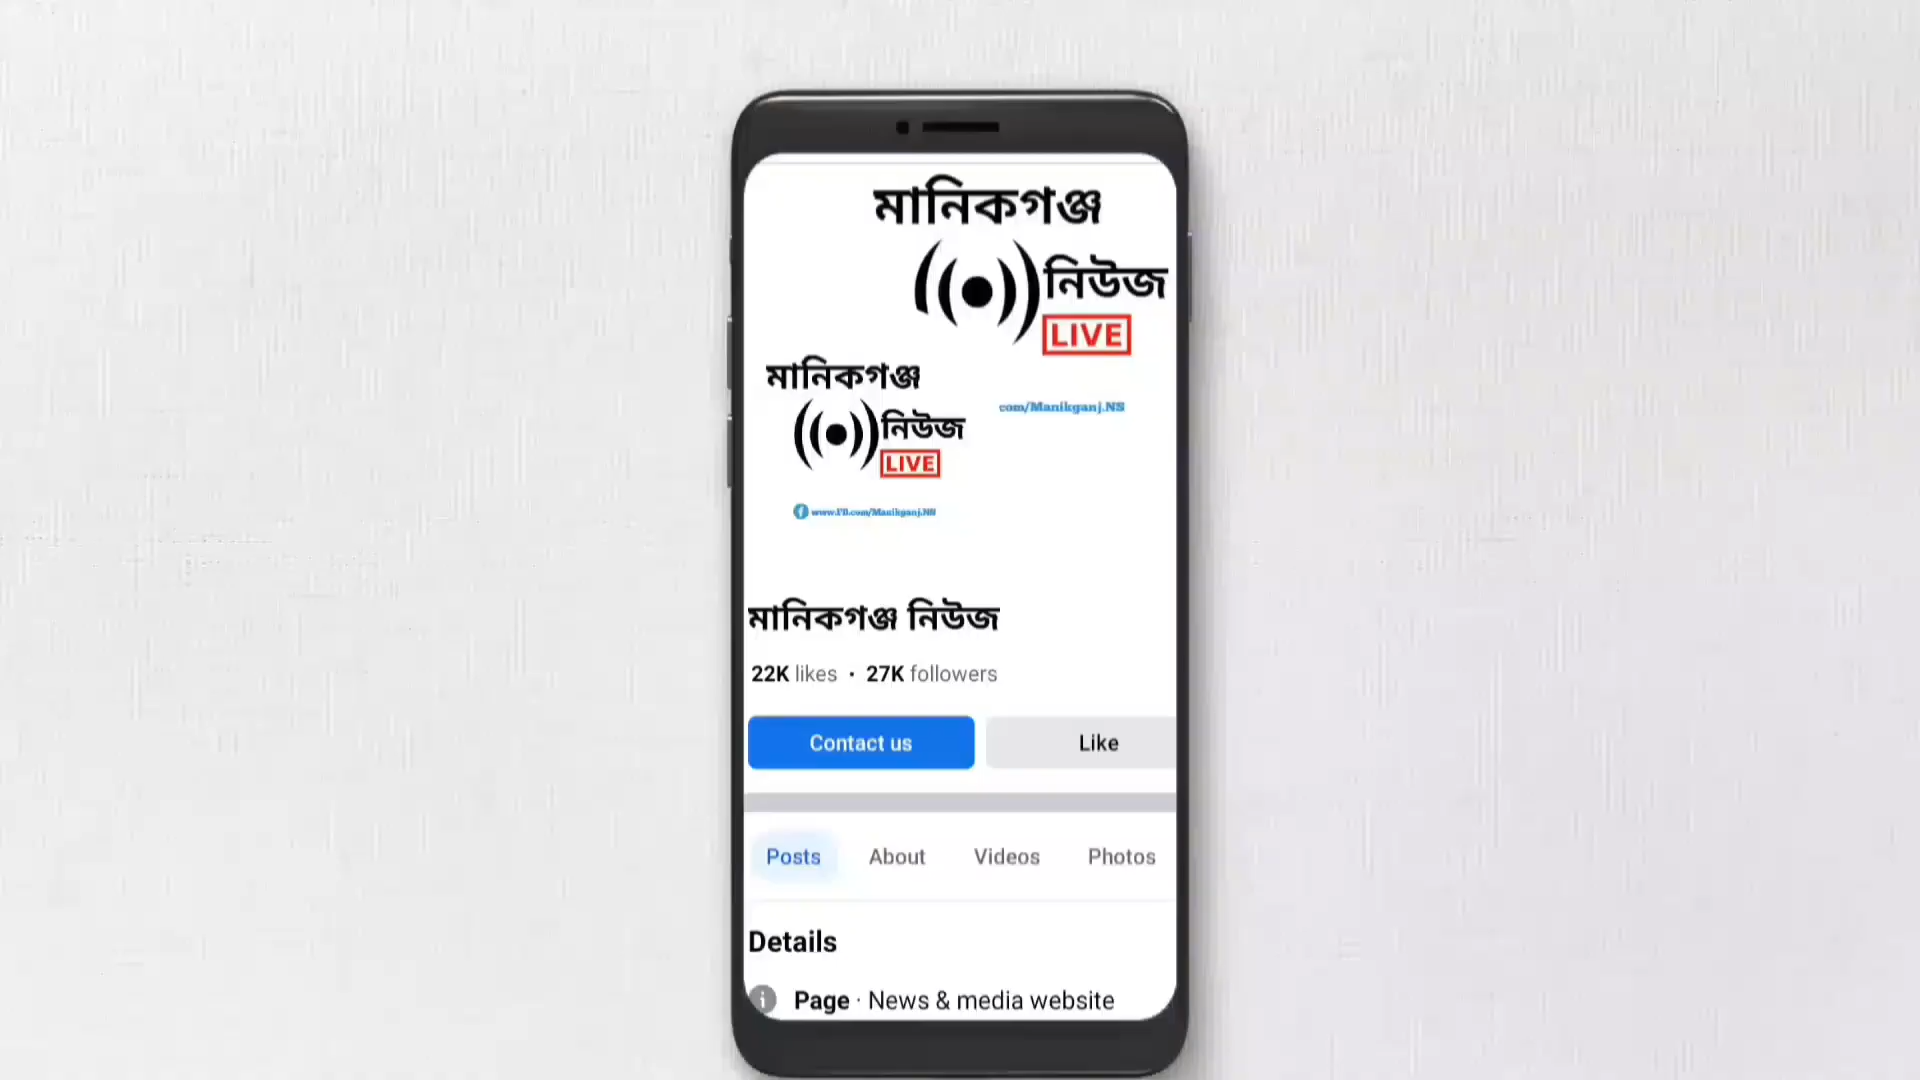 মানিকগঞ্জ
নিউজ
LIVE
com/Manikganj.NS
মানিকগঞ্জ
নিউজ
LIVE
www.FB.com/Manikganj.NS
মানিকগঞ্জ নিউজ
22K likes · 27K followers
Contact us
Like
Posts
About
Videos
Photos
Details
Page · News & media website